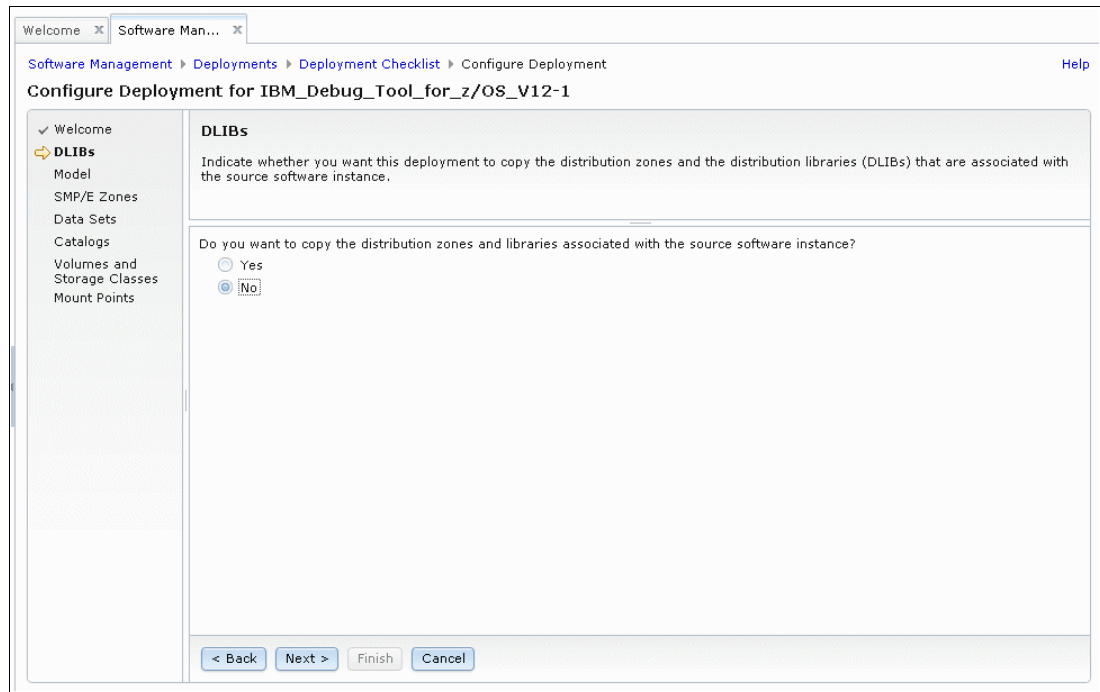 Welcome X Software Man... X
Software Management Deployments Deployment Checklist Configure Deployment Help
Configure Deployment for IBM_Debug_Tool_for_z/OS_V12-1
Welcome
DLIBs
Model
SMP/E Zones
Data Sets
Catalogs
Volumes and
Storage Classes
Mount Points
DLIBs
Indicate whether you want this deployment to copy the distribution zones and the distribution libraries (DLIBs) that are associated with
the source software instance.
Do you want to copy the distribution zones and libraries associated with the source software instance?
Yes
No
< Back Next > Finish Cancel